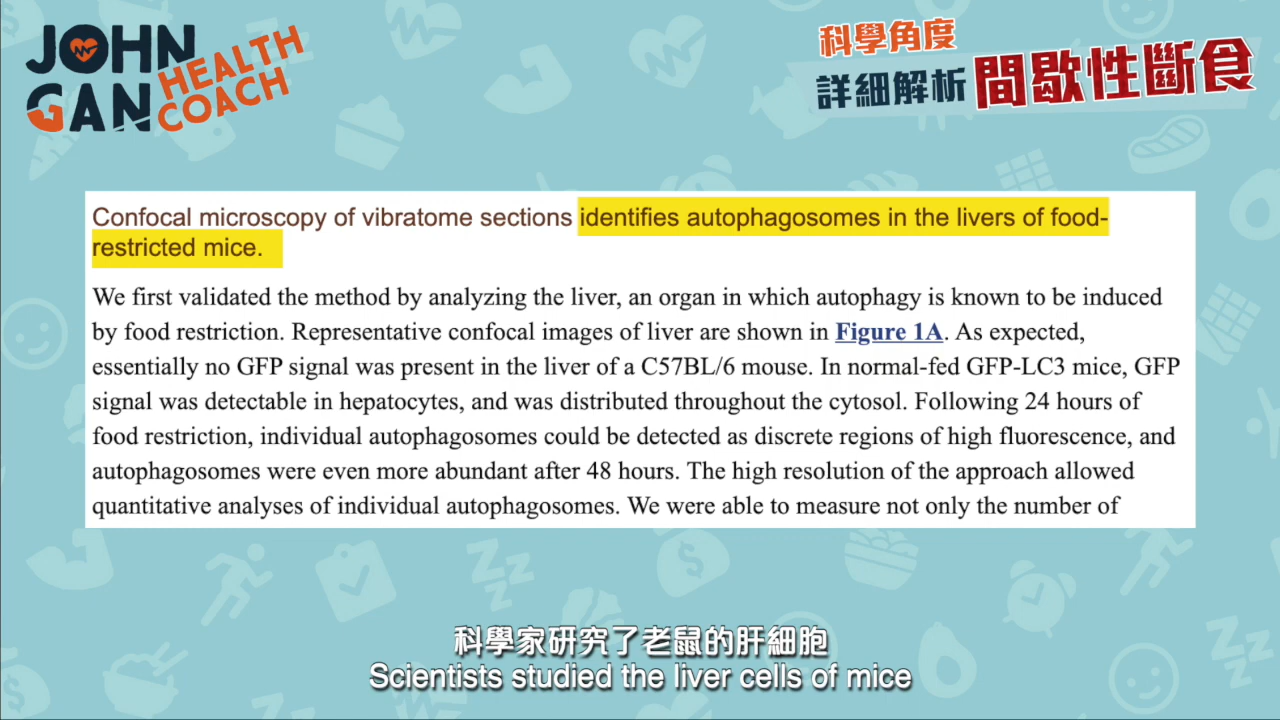 JOHN
GAN
HEALTH
COACH
科學角度
詳細解析 間歇性斷食
Confocal microscopy of vibratome sections identifies autophagosomes in the livers of food-
restricted mice.
We first validated the method by analyzing the liver, an organ in which autophagy is known to be induced
by food restriction. Representative confocal images of liver are shown in Figure 1A. As expected,
essentially no GFP signal was present in the liver of a C57BL/6 mouse. In normal-fed GFP-LC3 mice, GFP
signal was detectable in hepatocytes, and was distributed throughout the cytosol. Following 24 hours of
food restriction, individual autophagosomes could be detected as discrete regions of high fluorescence, and
autophagosomes were even more abundant after 48 hours. The high resolution of the approach allowed
quantitative analyses of individual autophagosomes. We were able to measure not only the number of
科學家研究了老鼠的肝細胞
Scientists studied the liver cells of mice